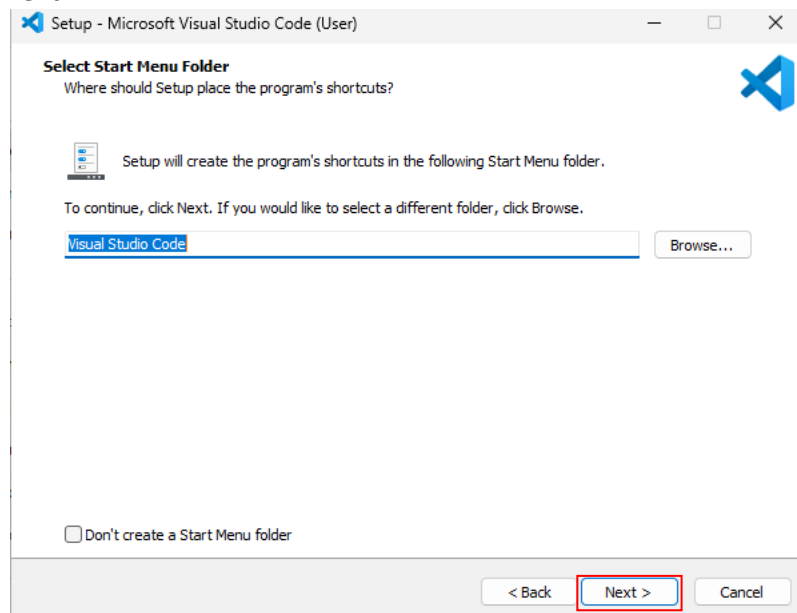 Setup - Microsoft Visual Studio Code (User)
Select Start Menu Folder
Where should Setup place the program's shortcuts?
Setup will create the program's shortcuts in the following Start Menu folder.
To continue, click Next. If you would like to select a different folder, click Browse.
Visual Studio Code
Browse...
Don't create a Start Menu folder
< Back
Next >
Cancel